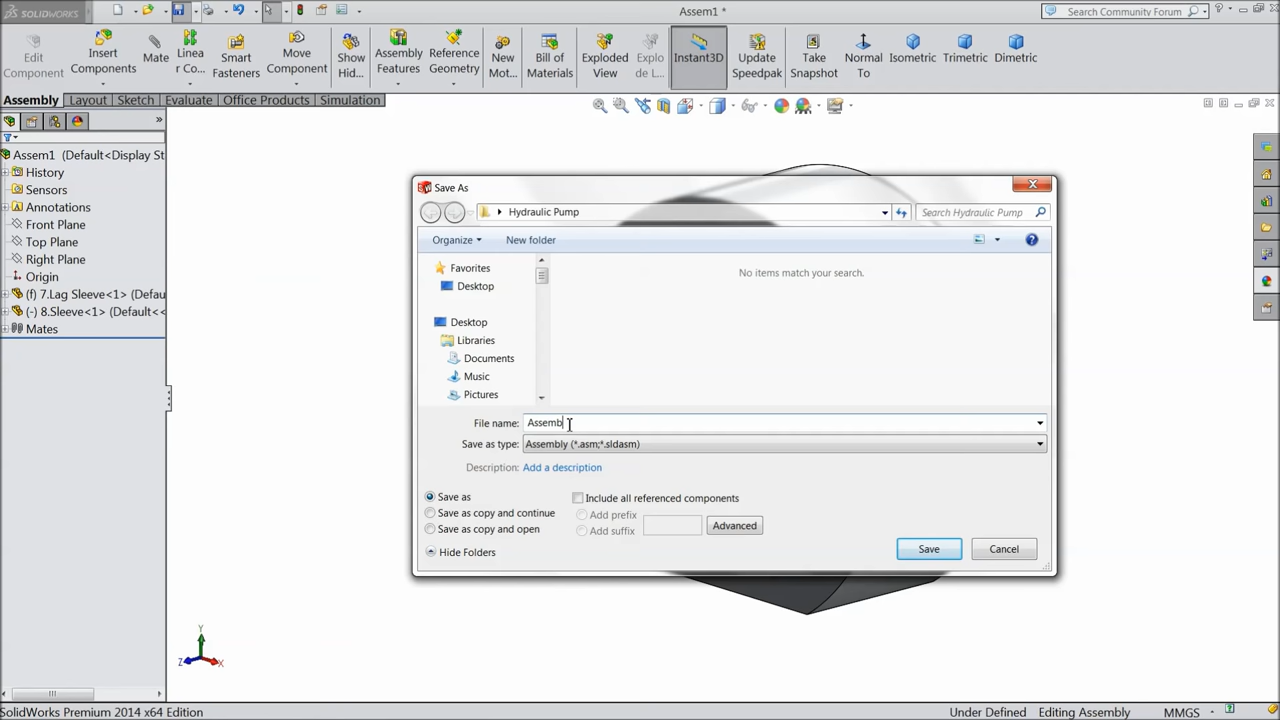 SOLIDWORKS
Assem1 *
Search Community Forum
Edit Component
Insert Components
Mate
Linea r Co...
Smart Fasteners
Move Component
Show Hid...
Assembly Features
Reference Geometry
New Mot...
Bill of Materials
Exploded View
Explo de L...
Instant3D
Update Speedpak
Take Snapshot
Normal To
Isometric
Trimetric
Dimetric
Assembly Layout Sketch Evaluate Office Products Simulation
»
Assem1 (Default<Display St
History
Sensors
Annotations
Front Plane
Top Plane
Right Plane
Origin
(f) 7.Lag Sleeve<1> (Defau
(-) 8.Sleeve<1> (Default<<
Mates
Save As
Hydraulic Pump
Search Hydraulic Pump
Organize
New folder
Favorites
Desktop
Desktop
Libraries
Documents
Music
Pictures
No items match your search.
File name: Assemb
Save as type: Assembly (*.asm;*.sldasm)
Description: Add a description
Save as
Save as copy and continue
Save as copy and open
Include all referenced components
Add prefix
Add suffix
Advanced
Hide Folders
Save
Cancel
Y
Z
X
SolidWorks Premium 2014 x64 Edition
Under Defined
Editing Assembly
MMGS